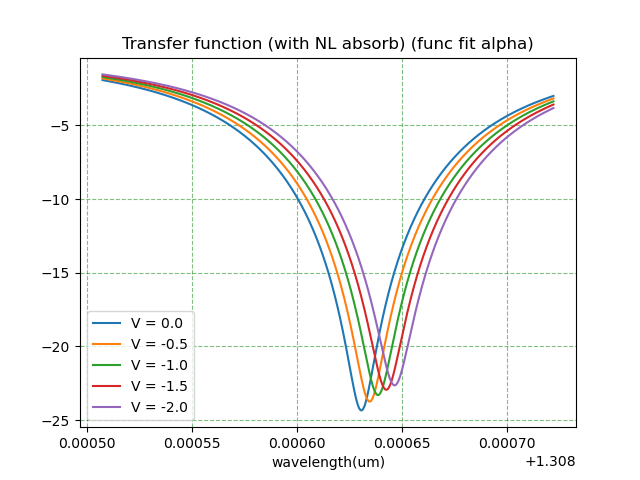 Transfer function (with NL absorb) (func fit alpha)
−5
−10
−15
−20
−25
V = 0.0
V = -0.5
V = -1.0
V = -1.5
V = -2.0
0.00050 0.00055 0.00060 0.00065 0.00070
wavelength(um)
+1.308